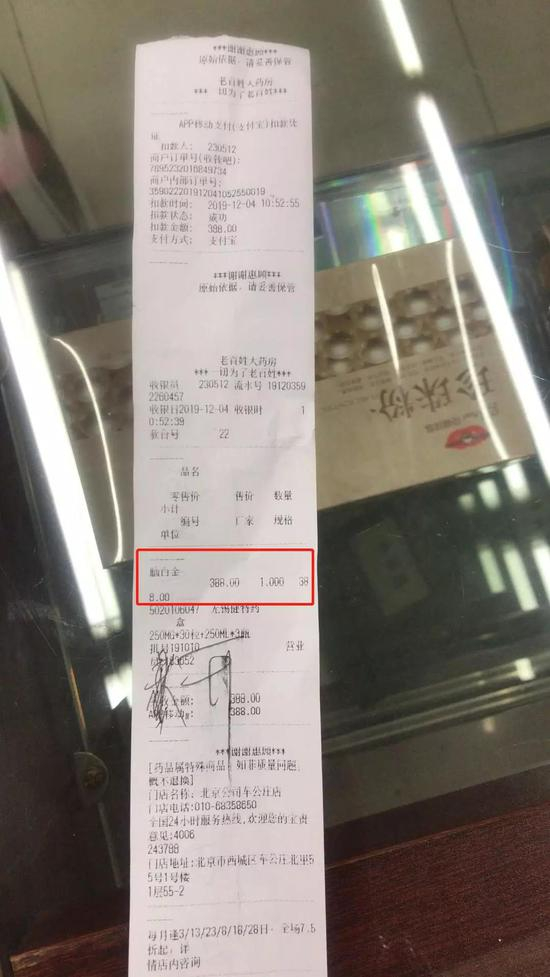 ***谢谢惠顾***
原始依据，请妥善保管
老百姓大药房
*** 一切为了老百姓***
APP移动支付(支付宝)扣款凭
证
扣款人： 230512
商户订单号(收钱吧)：
7895232018849734
商户内部订单号：
扣款时间： 2019-12-04 10:52:55
扣款状态： 成功
扣款金额： 388.00
支付方式： 支付宝
***谢谢惠顾***
原始依据，请妥善保管
老百姓大药房
*** 一切为了老百姓***
收银员 230512 流水号 19120359
2260457
收银日2019-12-04 收银时 1
0:52:39
款台号 22
品名
零售价 售价 数量
小计
编号 厂家 规格
单位
脑白金
388.00 1.000 38
8.00
5020106047 无锡健特药
盒
250MG*30粒+250ML*3瓶
批号191010 营业
金额: 388.00
388.00
***谢谢惠顾***
[药品属特殊商品，如非质量问题，
概不退换]
门店名称：北京公司车公庄店
门店电话:010-68358650
全国24小时服务热线,欢迎您的宝贵
意见:4006
243788
门店地址:北京市西城区车公庄北里5
5号1号楼
1层55-2
每月逢3/13/23/8/18/28日，全场7.5
折起，详
情店内咨询
珍珠粉